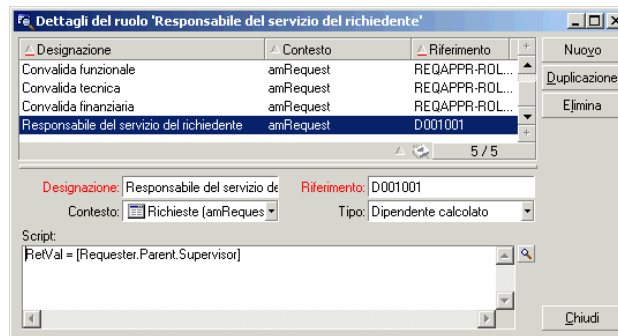 Dettagli del ruolo 'Responsabile del servizio del richiedente'
Designazione Contesto Riferimento
Convalida funzionale amRequest REQAPPR-ROL...
Convalida tecnica amRequest REQAPPR-ROL...
Convalida finanziaria amRequest REQAPPR-ROL...
Responsabile del servizio del richiedente amRequest D001001
5 / 5
Nuovo
Duplicazione
Elimina
Designazione: Responsabile del servizio de Riferimento: D001001
Contesto: Richieste (amReques Tipo: Dipendente calcolato
Script:
RetVal = [Requester.Parent.Supervisor]
Chiudi